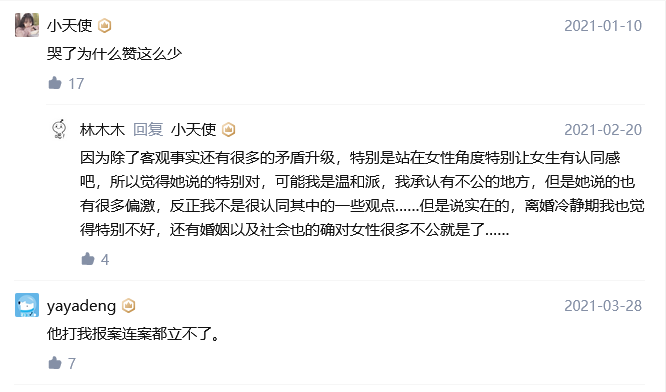 小天使 2021-01-10
哭了为什么赞这么少
17
林木木 回复 小天使 2021-02-20
因为除了客观事实还有很多的矛盾升级，特别是站在女性角度特别让女生有认同感
吧，所以觉得她说的特别对，可能我是温和派，我承认有不公的地方，但是她说的也
有很多偏激，反正我不是很认同其中的一些观点......但是说实在的，离婚冷静期我也觉
得特别不好，还有婚姻以及社会也的确对女性很多不公就是了......
4
yayadeng 2021-03-28
他打我报案连案都立不了。
7